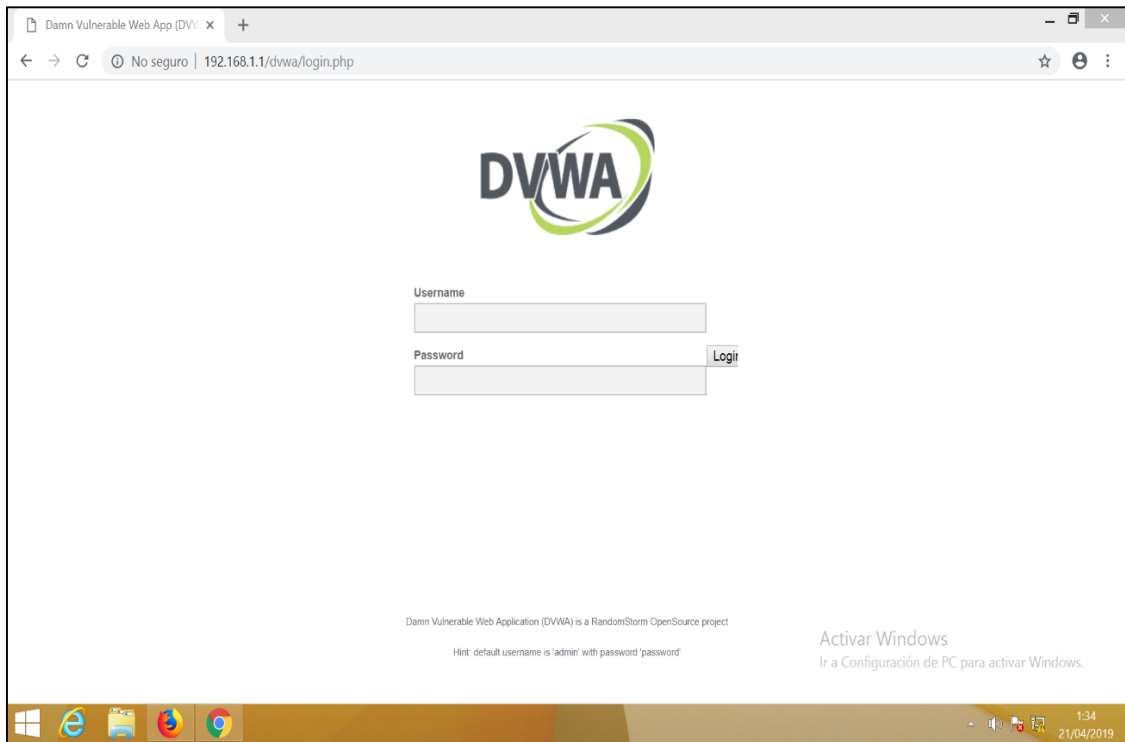 Damn Vulnerable Web App (DVW
No seguro | 192.168.1.1/dvwa/login.php
DVWA
Username
Password
Login
Damn Vulnerable Web Application (DVWA) is a RandomStorm OpenSource project
Hint: default username is 'admin' with password 'password'
Activar Windows
Ir a Configuración de PC para activar Windows.
1:34
21/04/2019